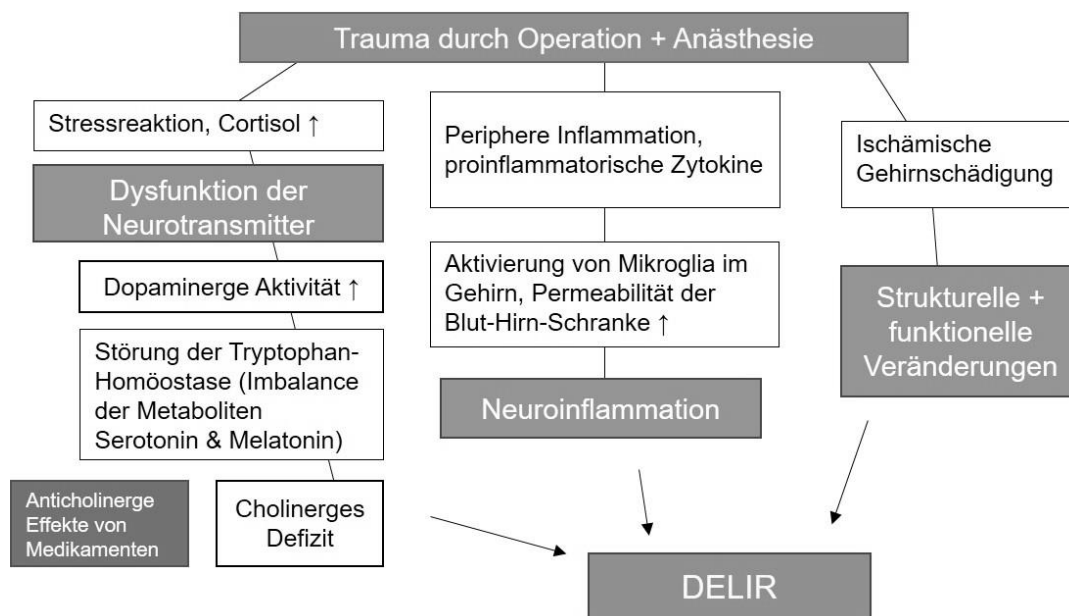 Trauma durch Operation + Anästhesie
Stressreaktion, Cortisol ↑
Dysfunktion der
Neurotransmitter
Dopaminerge Aktivität ↑
Störung der Tryptophan-
Homöostase (Imbalance
der Metaboliten
Serotonin & Melatonin)
Anticholinerge
Effekte von
Medikamenten
Cholinerges
Defizit
Periphere Inflammation,
proinflammatorische Zytokine
Aktivierung von Mikroglia im
Gehirn, Permeabilität der
Blut-Hirn-Schranke ↑
Neuroinflammation
Ischämische
Gehirnschädigung
Strukturelle +
funktionelle
Veränderungen
DELIR